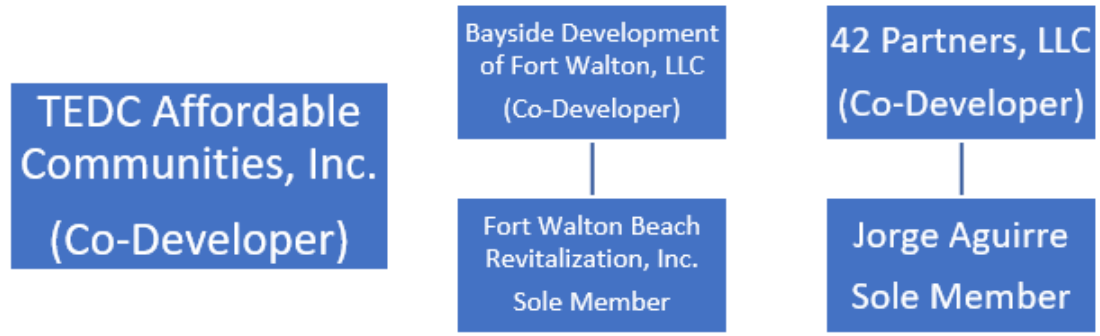 TEDC Affordable
Communities, Inc.
(Co-Developer)
Bayside Development
of Fort Walton, LLC
(Co-Developer)
Fort Walton Beach
Revitalization, Inc.
Sole Member
42 Partners, LLC
(Co-Developer)
Jorge Aguirre
Sole Member